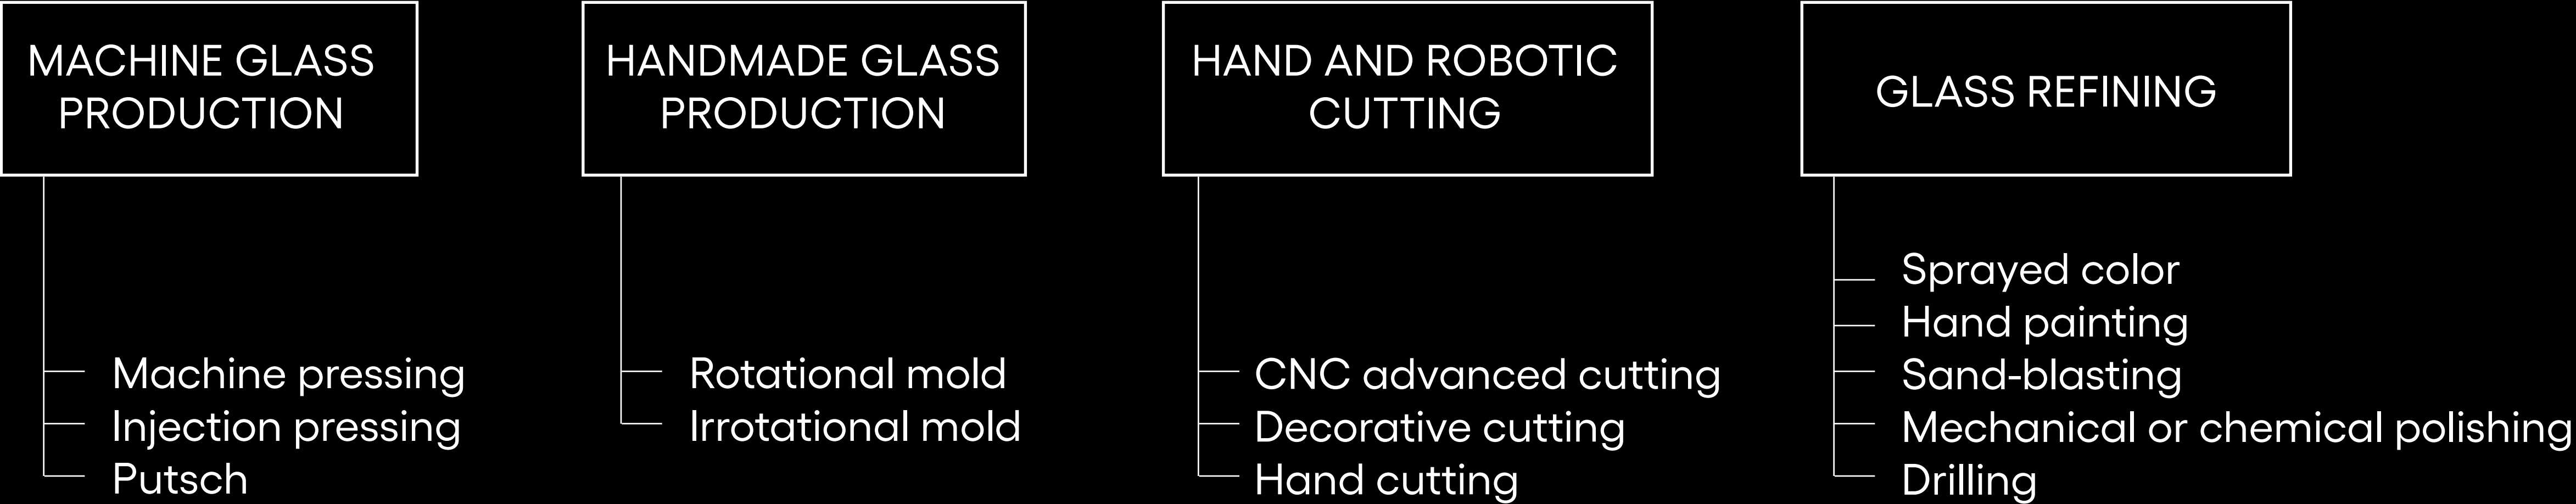 MACHINE GLASS
PRODUCTION
Machine pressing
Injection pressing
Putsch
HANDMADE GLASS
PRODUCTION
Rotational mold
Irrotational mold
HAND AND ROBOTIC
CUTTING
CNC advanced cutting
Decorative cutting
Hand cutting
GLASS REFINING
Sprayed color
Hand painting
Sand-blasting
Mechanical or chemical polishing
Drilling